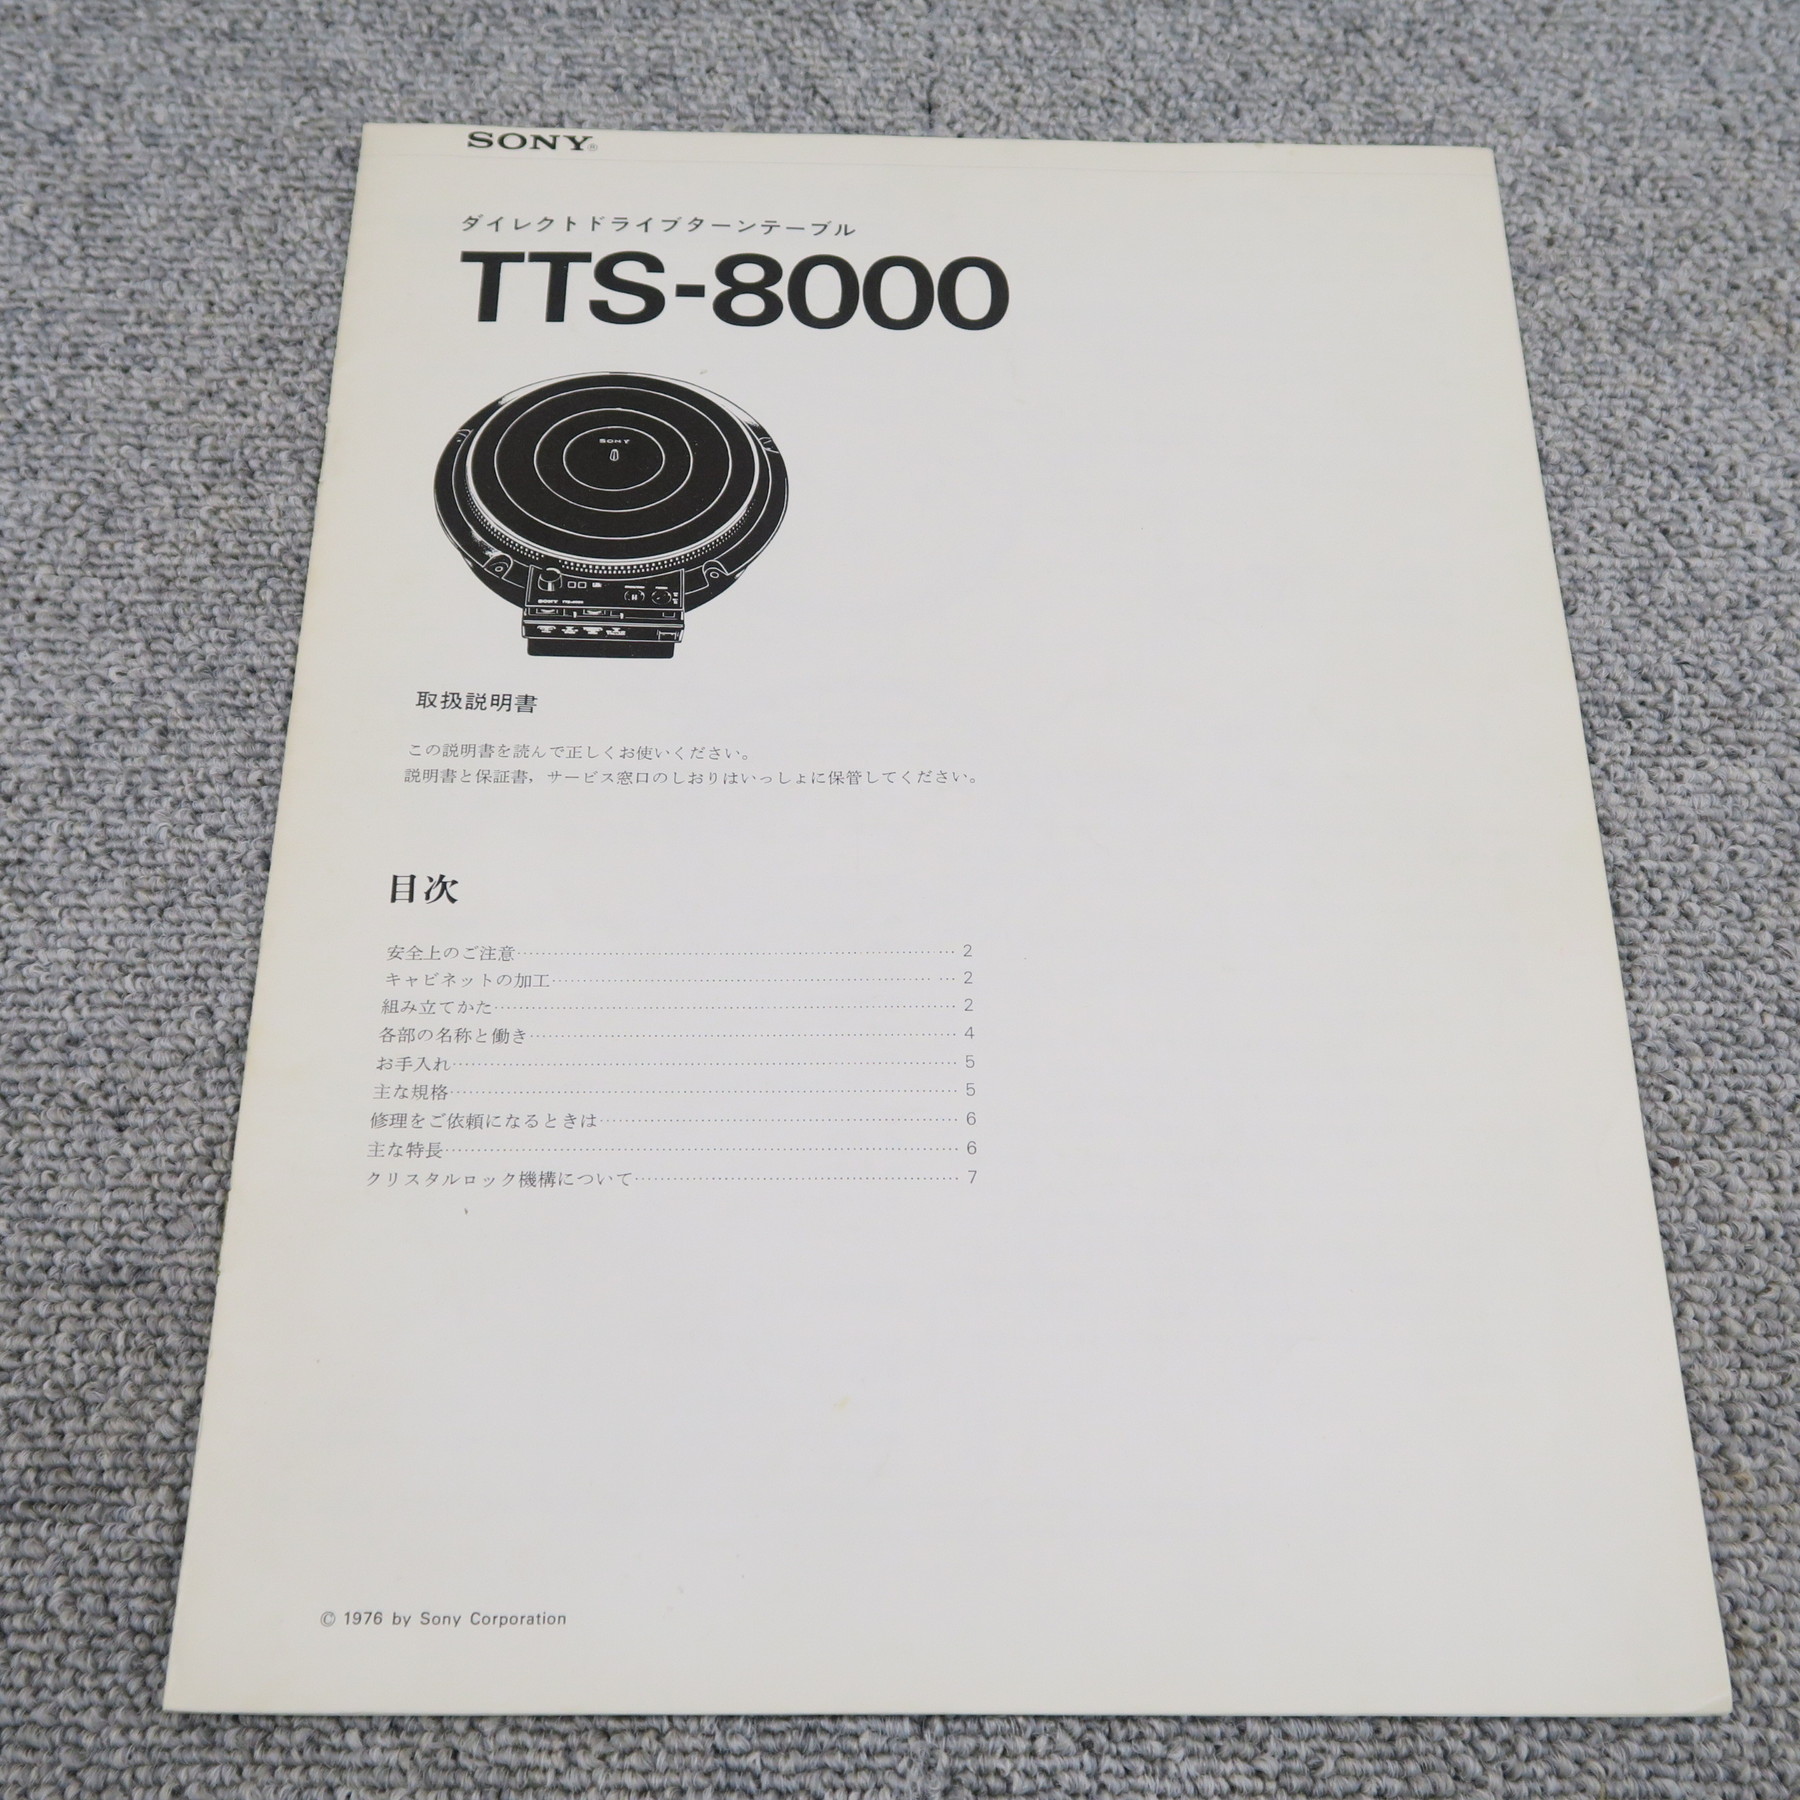 SONY®
ダイレクトドライブターンテーブル
TTS-8000
SONY
SONY TTS-8000
取扱説明書
この説明書を読んで正しくお使いください。
説明書と保証書,サービス窓口のしおりはいっしょに保管してください。
目次
安全上のご注意 2
キャビネットの加工 2
組み立てかた 2
各部の名称と働き 4
お手入れ 5
主な規格 5
修理をご依頼になるときは 6
主な特長 6
クリスタルロック機構について 7
© 1976 by Sony Corporation